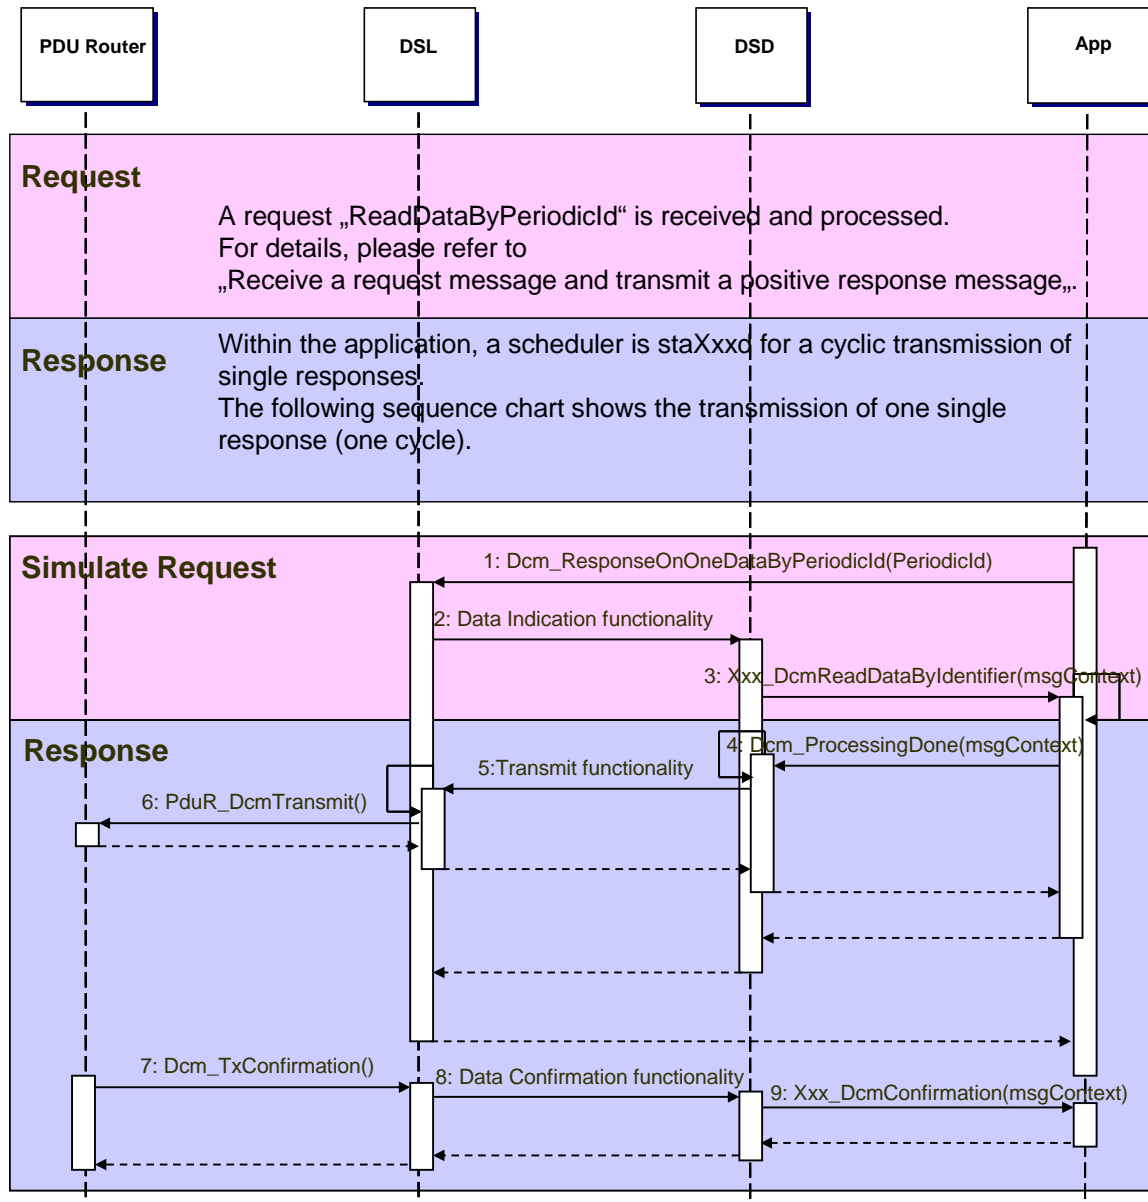 PDU Router
DSL
DSD
App
Request
A request „ReadDataByPeriodicId“ is received and processed.
For details, please refer to
„Receive a request message and transmit a positive response message„.
Response
Within the application, a scheduler is staXxxd for a cyclic transmission of
single responses.
The following sequence chart shows the transmission of one single
response (one cycle).
Simulate Request
1: Dcm_ResponseOnOneDataByPeriodicId(PeriodicId)
2: Data Indication functionality
3: Xxx_DcmReadDataByIdentifier(msgContext)
Response
4: Dcm_ProcessingDone(msgContext)
5:Transmit functionality
6: PduR_DcmTransmit()
7: Dcm_TxConfirmation()
8: Data Confirmation functionality
9: Xxx_DcmConfirmation(msgContext)